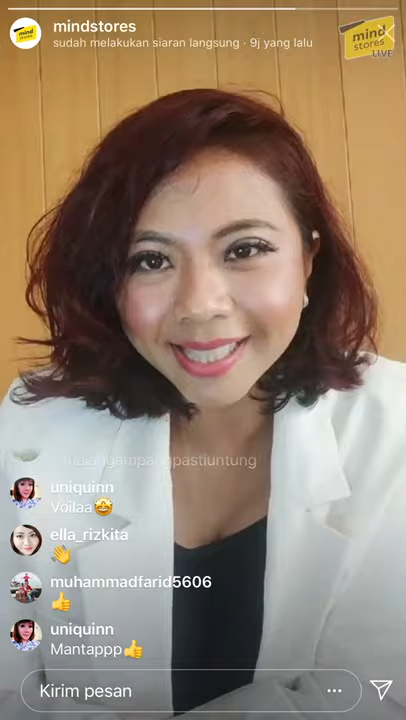 mindstores
sudah melakukan siaran langsung · 9j yang lalu
mind
stores
mind
stores
LIVE
uniquinn
Voilaa🤩
ella_rizkita
👏
muhammadfarid5606
👍
uniquinn
Mantappp👍
Kirim pesan